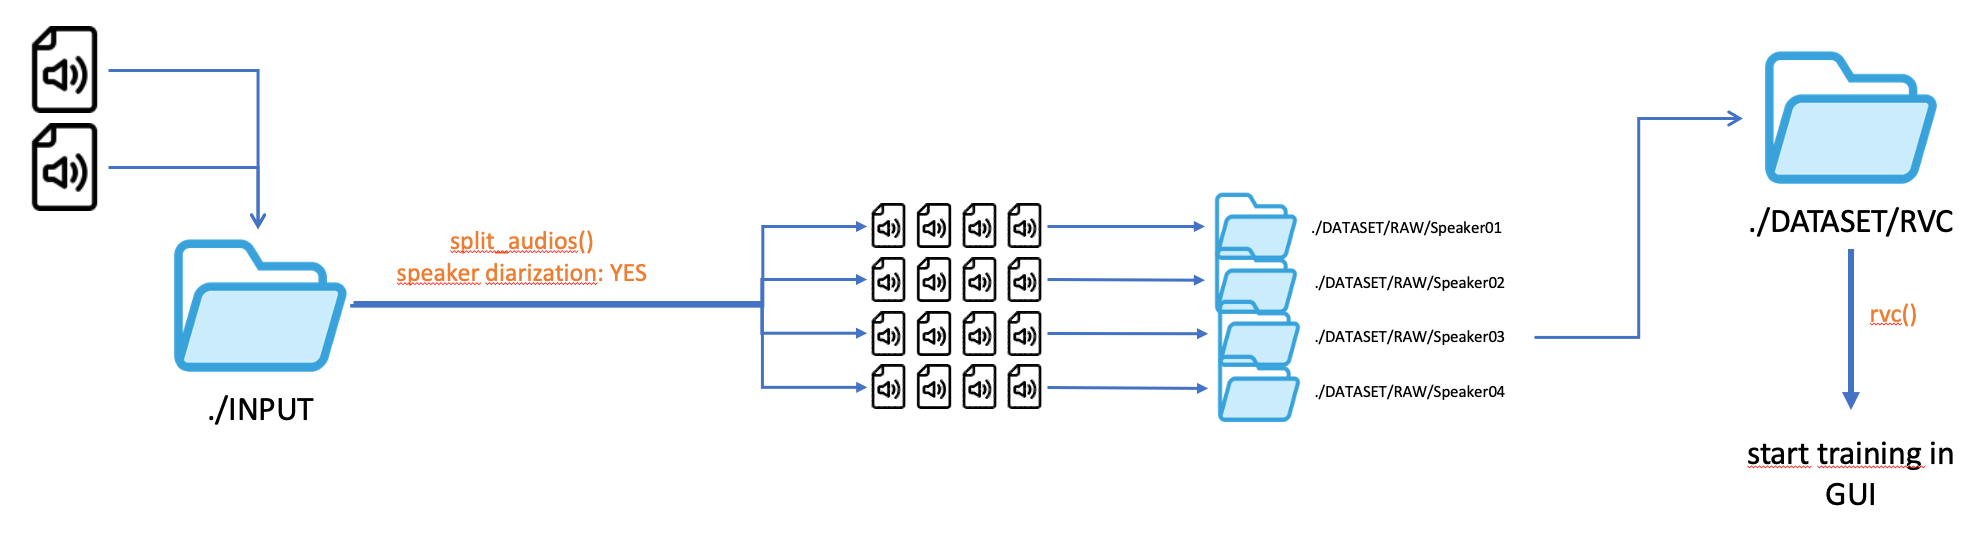 ./INPUT
split_audios()
speaker diarization: YES
./DATASET/RAW/Speaker01
./DATASET/RAW/Speaker02
./DATASET/RAW/Speaker03
./DATASET/RAW/Speaker04
./DATASET/RVC
rvc()
start training in
GUI